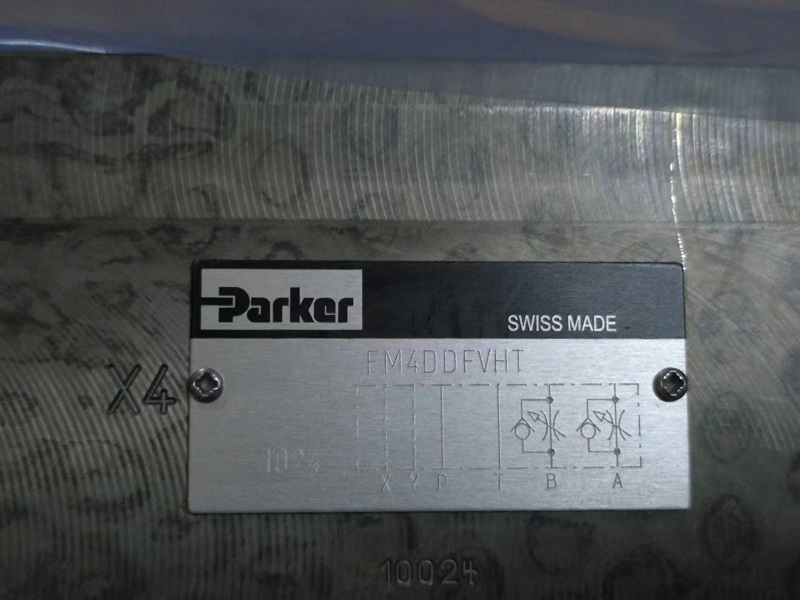 Parker
SWISS MADE
FM4DDFVHT
X4
X Y P T B A
10024